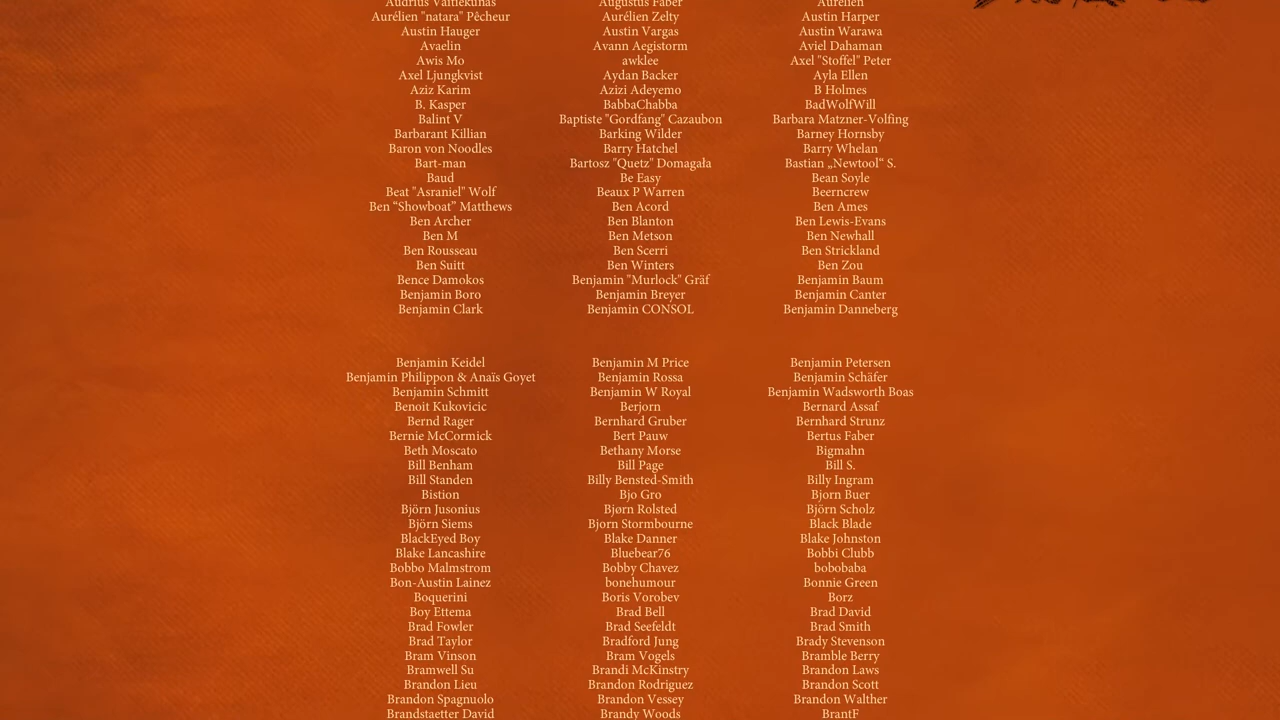 Audrius Vaitiekunas Augustus Faber Aurelien
Aurélien "natara" Pêcheur Aurélien Zelty Austin Harper
Austin Hauger Austin Vargas Austin Warawa
Avaelin Avann Aegistorm Aviel Dahaman
Awis Mo awklee Axel "Stoffel" Peter
Axel Ljungkvist Aydan Backer Ayla Ellen
Aziz Karim Azizi Adeyemo B Holmes
B. Kasper BabbaChabba BadWolfWill
Balint V Baptiste "Gordfang" Cazaubon Barbara Matzner-Volfing
Barbarant Killian Barking Wilder Barney Hornsby
Baron von Noodles Barry Hatchel Barry Whelan
Bart-man Bartosz "Quetz" Domagała Bastian „Newtool“ S.
Baud Be Easy Bean Soyle
Beat "Asraniel" Wolf Beaux P Warren Beerncrew
Ben “Showboat” Matthews Ben Acord Ben Ames
Ben Archer Ben Blanton Ben Lewis-Evans
Ben M Ben Metson Ben Newhall
Ben Rousseau Ben Scerri Ben Strickland
Ben Suitt Ben Winters Ben Zou
Bence Damokos Benjamin "Murlock" Gräf Benjamin Baum
Benjamin Boro Benjamin Breyer Benjamin Canter
Benjamin Clark Benjamin CONSOL Benjamin Danneberg
Benjamin Keidel Benjamin M Price Benjamin Petersen
Benjamin Philippon & Anaïs Goyet Benjamin Rossa Benjamin Schäfer
Benjamin Schmitt Benjamin W Royal Benjamin Wadsworth Boas
Benoit Kukovicic Berjorn Bernard Assaf
Bernd Rager Bernhard Gruber Bernhard Strunz
Bernie McCormick Bert Pauw Bertus Faber
Beth Moscato Bethany Morse Bigmahn
Bill Benham Bill Page Bill S.
Bill Standen Billy Bensted-Smith Billy Ingram
Bistion Bjo Gro Bjorn Buer
Björn Jusonius Bjørn Rolsted Björn Scholz
Björn Siems Bjorn Stormbourne Black Blade
BlackEyed Boy Blake Danner Blake Johnston
Blake Lancashire Bluebear76 Bobbi Clubb
Bobbo Malmstrom Bobby Chavez bobobaba
Bon-Austin Lainez bonehumour Bonnie Green
Boquerini Boris Vorobev Borz
Boy Ettema Brad Bell Brad David
Brad Fowler Brad Seefeldt Brad Smith
Brad Taylor Bradford Jung Brady Stevenson
Bram Vinson Bram Vogels Bramble Berry
Bramwell Su Brandi McKinstry Brandon Laws
Brandon Lieu Brandon Rodriguez Brandon Scott
Brandon Spagnuolo Brandon Vessey Brandon Walther
Brandstaetter David Brandy Woods BrantF